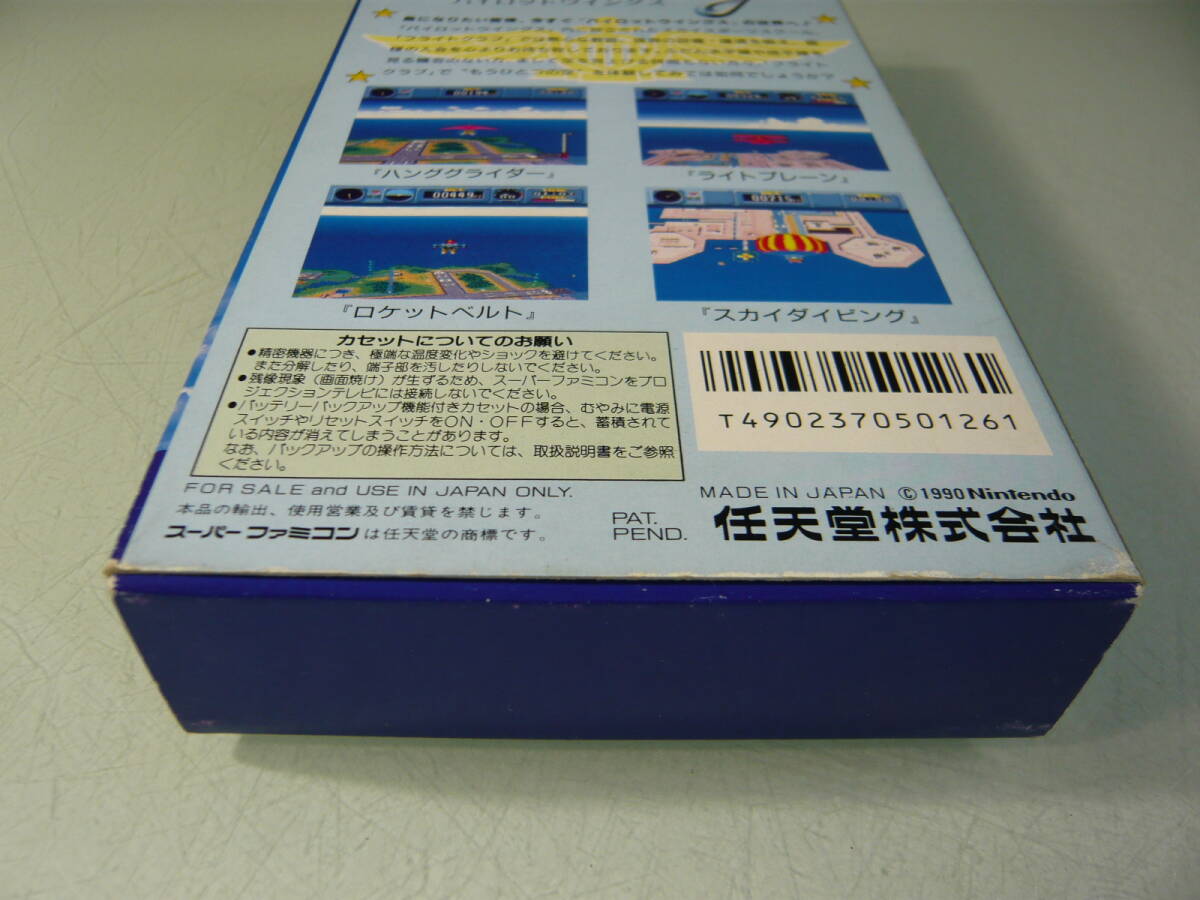 パイロットウイングス
『ハンググライダー』
『ライトプレーン』
00449
『ロケットベルト』
『スカイダイビング』
カセットについてのお願い
●精密機器につき、極端な温度変化やショックを避けてください。
また分解したり、端子部を汚したりしないでください。
●残像現象（画面焼け）が生ずるため、スーパーファミコンをプロ
ジェクションテレビには接続しないでください。
●バッテリーバックアップ機能付きカセットの場合、むやみに電源
スイッチやリセットスイッチをON・OFFすると、蓄積されて
いる内容が消えてしまうことがあります。
なお、バックアップの操作方法については、取扱説明書をご参照
ください。
T4902370501261
FOR SALE and USE IN JAPAN ONLY.
本品の輸出、使用営業及び賃貸を禁じます。
スーパーファミコンは任天堂の商標です。
PAT.
PEND.
MADE IN JAPAN ©1990 Nintendo
任天堂株式会社